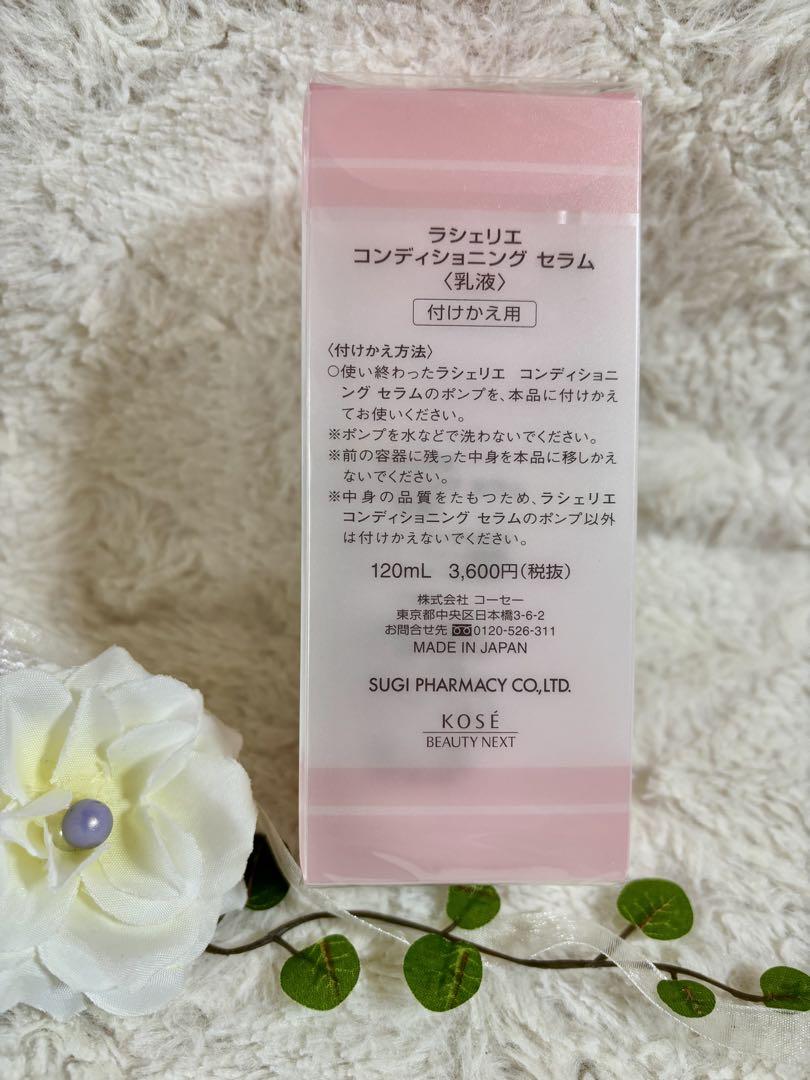 ラシェリエ
コンディショニング セラム
〈乳液〉
付けかえ用
〈付けかえ方法〉
○使い終わったラシェリエ コンディショニ
ング セラムのポンプを、本品に付けかえ
てお使いください。
※ポンプを水などで洗わないでください。
※前の容器に残った中身を本品に移しかえ
ないでください。
※中身の品質をたもつため、ラシェリエ
コンディショニング セラムのポンプ以外
は付けかえないでください。
120mL 3,600円(税抜)
株式会社 コーセー
東京都中央区日本橋3-6-2
お問合せ先 0120-526-311
MADE IN JAPAN
SUGI PHARMACY CO.,LTD.
KOSÉ
BEAUTY NEXT